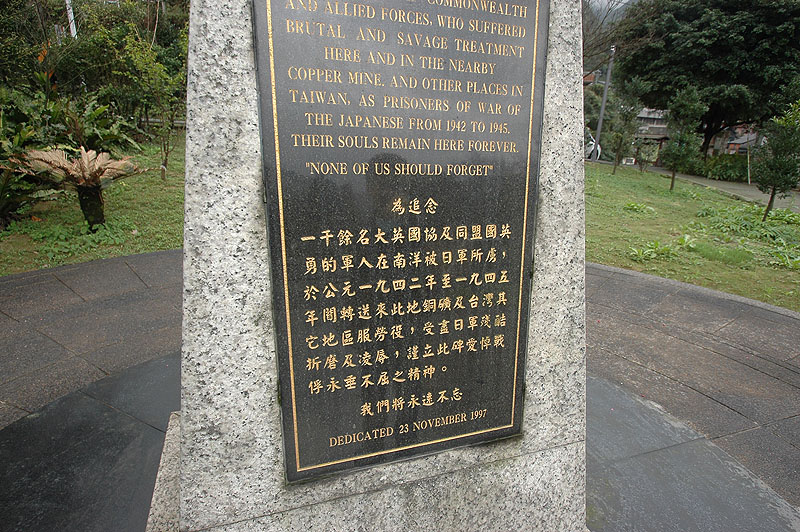 COMMONWEALTH
AND ALLIED FORCES, WHO SUFFERED
BRUTAL AND SAVAGE TREATMENT
HERE AND IN THE NEARBY
COPPER MINE, AND OTHER PLACES IN
TAIWAN, AS PRISONERS OF WAR OF
THE JAPANESE FROM 1942 TO 1945.
THEIR SOULS REMAIN HERE FOREVER.
"NONE OF US SHOULD FORGET"
為追念
一千餘名大英國協及同盟國英
勇的軍人在南洋被日軍所虜，
於公元一九四二年至一九四五
年間轉送來此地銅礦及台灣其
它地區服勞役，受盡日軍殘酷
折磨及凌辱，謹立此碑愛悼戰
俘永垂不屈之精神。
我們將永遠不忘
DEDICATED 23 NOVEMBER 1997